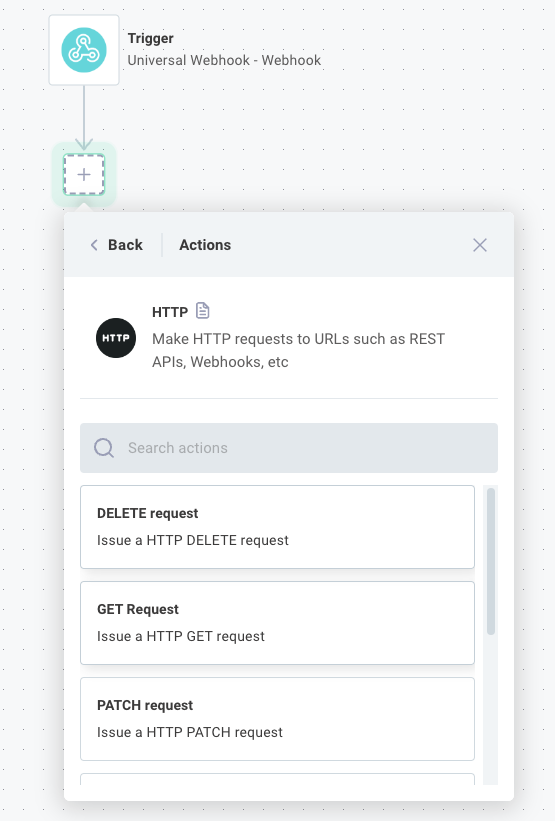 Trigger
Universal Webhook - Webhook
Back
Actions
HTTP
HTTP
Make HTTP requests to URLs such as REST
APIs, Webhooks, etc
Search actions
DELETE request
Issue a HTTP DELETE request
GET Request
Issue a HTTP GET request
PATCH request
Issue a HTTP PATCH request